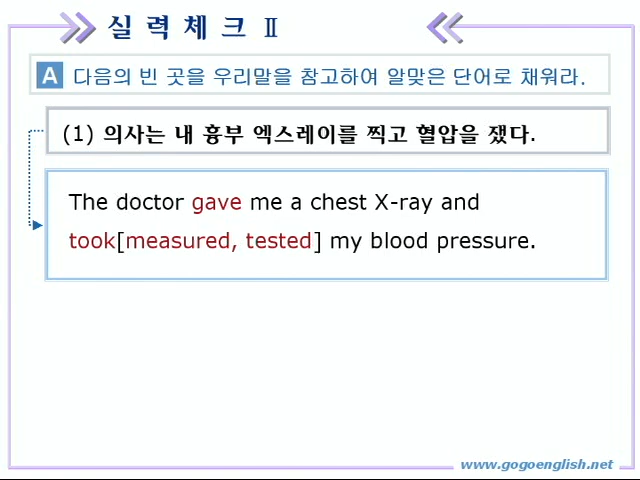 실 력 체 크 Ⅱ
A 다음의 빈 곳을 우리말을 참고하여 알맞은 단어로 채워라.
(1) 의사는 내 흉부 엑스레이를 찍고 혈압을 쟀다.
The doctor gave me a chest X-ray and
took[measured, tested] my blood pressure.
www.gogoenglish.net